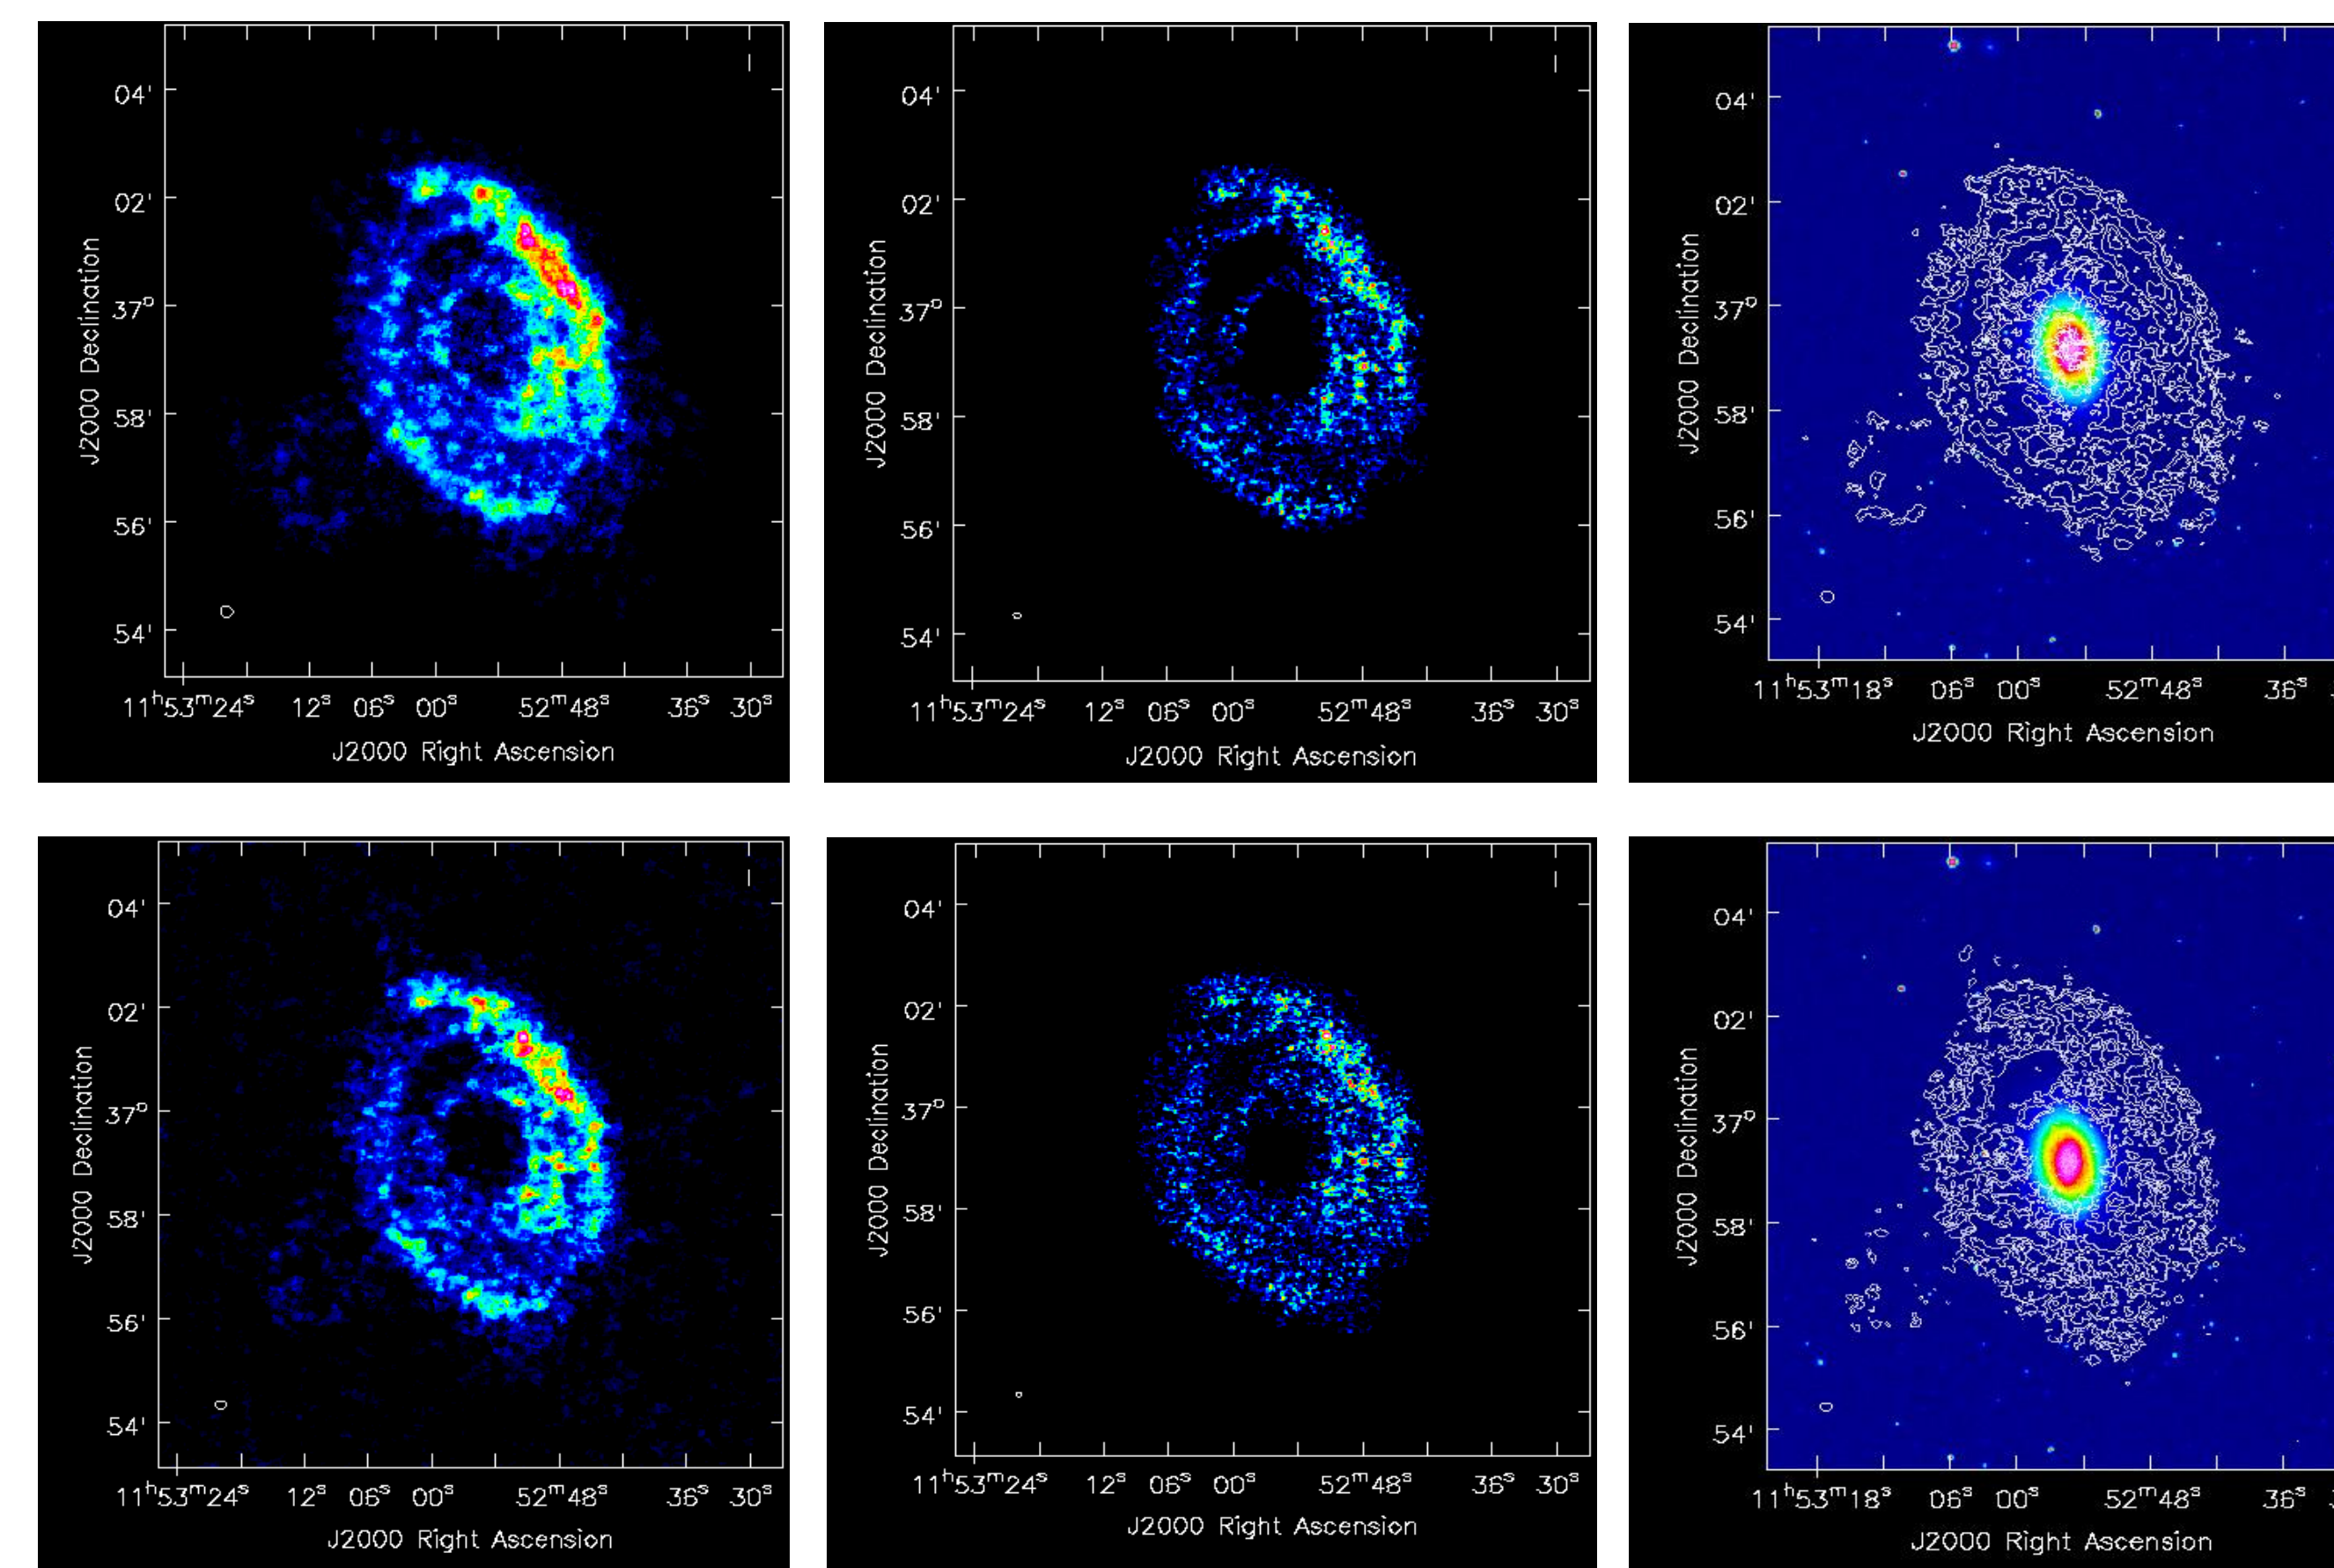 04'
02'
37°
58'
56'
54'
J2000 Declination
11ʰ53ᵐ24ˢ 12ˢ 06ˢ 00ˢ 52ᵐ48ˢ 36ˢ 30ˢ
J2000 Right Ascension
04'
02'
37°
58'
56'
54'
J2000 Declination
11ʰ53ᵐ24ˢ 12ˢ 06ˢ 00ˢ 52ᵐ48ˢ 36ˢ 30ˢ
J2000 Right Ascension
04'
02'
37°
58'
56'
54'
J2000 Declination
11ʰ53ᵐ18ˢ 06ˢ 00ˢ 52ᵐ48ˢ 36ˢ
J2000 Right Ascension
04'
02'
37°
58'
56'
54'
J2000 Declination
11ʰ53ᵐ24ˢ 12ˢ 06ˢ 00ˢ 52ᵐ48ˢ 36ˢ 30ˢ
J2000 Right Ascension
04'
02'
37°
58'
56'
54'
J2000 Declination
11ʰ53ᵐ24ˢ 12ˢ 06ˢ 00ˢ 52ᵐ48ˢ 36ˢ 30ˢ
J2000 Right Ascension
04'
02'
37°
58'
56'
54'
J2000 Declination
11ʰ53ᵐ18ˢ 06ˢ 00ˢ 52ᵐ48ˢ 36ˢ
J2000 Right Ascension